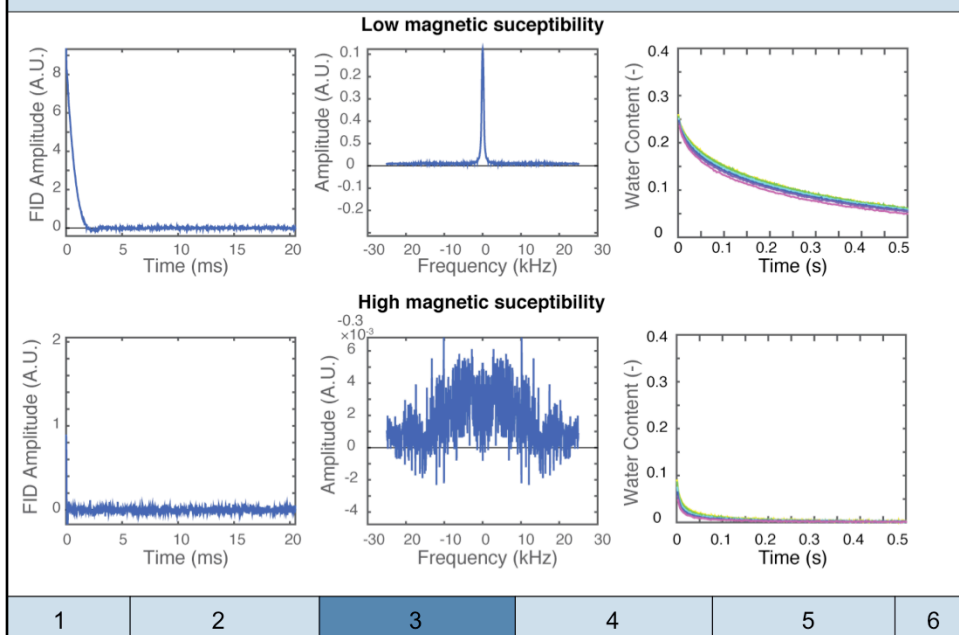 Low magnetic suceptibility
FID Amplitude (A.U.)
8
6
4
2
0
0 5 10 15 20
Time (ms)
Amplitude (A.U.)
0.1
0.2
0.3
0.2
0.1
0
-0.1
-0.2
-0.3
-30 20 -10 0 10 20 30
Frequency (kHz)
Water Content (-)
0.4
0.3
0.2
0.1
0
0 0.1 0.2 0.3 0.4 0.5
Time (s)
High magnetic suceptibility
FID Amplitude (A.U.)
2
1
0
0 5 10 15 20
Time (ms)
Amplitude (A.U.)
×10-3
6
4
2
0
-2
-4
-30 20 -10 0 10 20 30
Frequency (kHz)
Water Content (-)
0.4
0.3
0.2
0.1
0
0 0.1 0.2 0.3 0.4 0.5
Time (s)
1 2 3 4 5 6